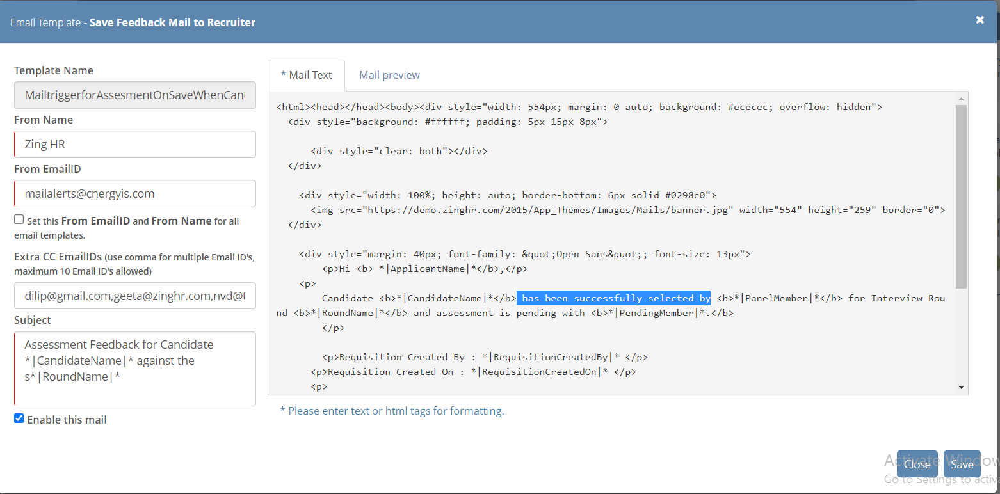 Email Template - Save Feedback Mail to Recruiter
×
Template Name
MailtriggerforAssesmentOnSaveWhenCan
From Name
Zing HR
From EmailID
mailalerts@cnergyis.com
Set this From EmailID and From Name for all
email templates.
Extra CC EmailIDs (use comma for multiple Email ID's,
maximum 10 Email ID's allowed)
dilip@gmail.com,geeta@zinghr.com,nvd@t
Subject
Assessment Feedback for Candidate
*|CandidateName|* against the
s*|RoundName|*
Enable this mail
* Mail Text
Mail preview
<html><head></head><body><div style="width: 554px; margin: 0 auto; background: #ececec; overflow: hidden">
<div style="background: #ffffff; padding: 5px 15px 8px">
<div style="clear: both"></div>
</div>
<div style="width: 100%; height: auto; border-bottom: 6px solid #0298c0">
<img src="https://demo.zinghr.com/2015/App_Themes/Images/Mails/banner.jpg" width="554" height="259" border="0">
</div>
<div style="margin: 40px; font-family: &quot;Open Sans&quot;; font-size: 13px">
<p>Hi <b> *|ApplicantName|*</b>,</p>
<p>
Candidate <b>*|CandidateName|*</b> has been successfully selected by <b>*|PanelMember|*</b> for Interview Rou
nd <b>*|RoundName|*</b> and assessment is pending with <b>*|PendingMember|*.</b>
</p>
<p>Requisition Created By : *|RequisitionCreatedBy|* </p>
<p>Requisition Created On : *|RequisitionCreatedOn|* </p>
<p>
* Please enter text or html tags for formatting.
Close
Save
Activate Window
Go to Settings to activa